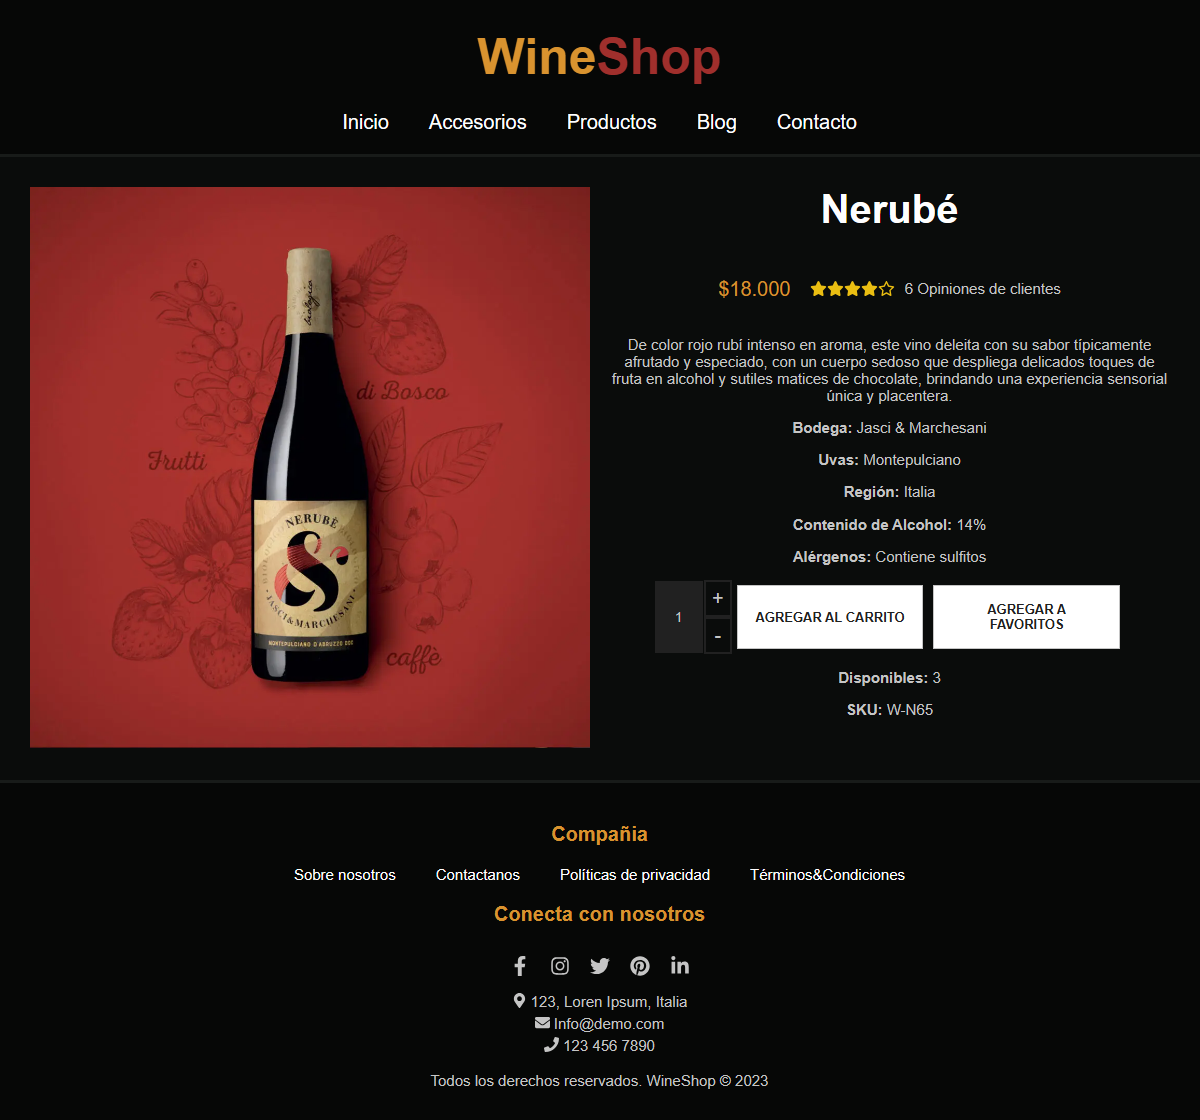 WineShop
Inicio Accesorios Productos Blog Contacto
biologico
di Bosco
Frutti
NERUBÉ
JASCI & MARCHESANI
MONTEPULCIANO D'ABRUZZO DOC
caffè
Nerubé
$18.000 6 Opiniones de clientes
De color rojo rubí intenso en aroma, este vino deleita con su sabor típicamente
afrutado y especiado, con un cuerpo sedoso que despliega delicados toques de
fruta en alcohol y sutiles matices de chocolate, brindando una experiencia sensorial
única y placentera.
Bodega: Jasci & Marchesani
Uvas: Montepulciano
Región: Italia
Contenido de Alcohol: 14%
Alérgenos: Contiene sulfitos
1
+
-
AGREGAR AL CARRITO
AGREGAR A
FAVORITOS
Disponibles: 3
SKU: W-N65
Compañia
Sobre nosotros Contactanos Políticas de privacidad Términos&Condiciones
Conecta con nosotros
123, Loren Ipsum, Italia
Info@demo.com
123 456 7890
Todos los derechos reservados. WineShop © 2023